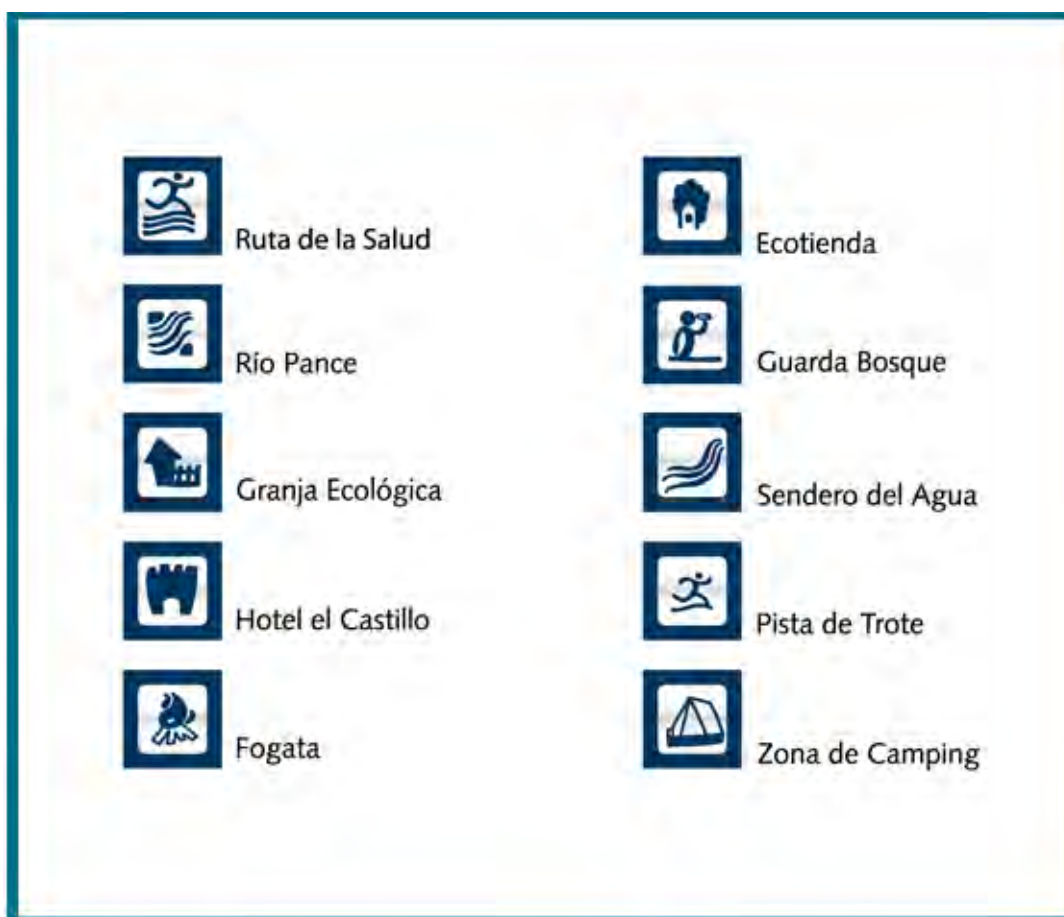 Ruta de la Salud
Río Pance
Granja Ecológica
Hotel el Castillo
Fogata
Ecotienda
Guarda Bosque
Sendero del Agua
Pista de Trote
Zona de Camping